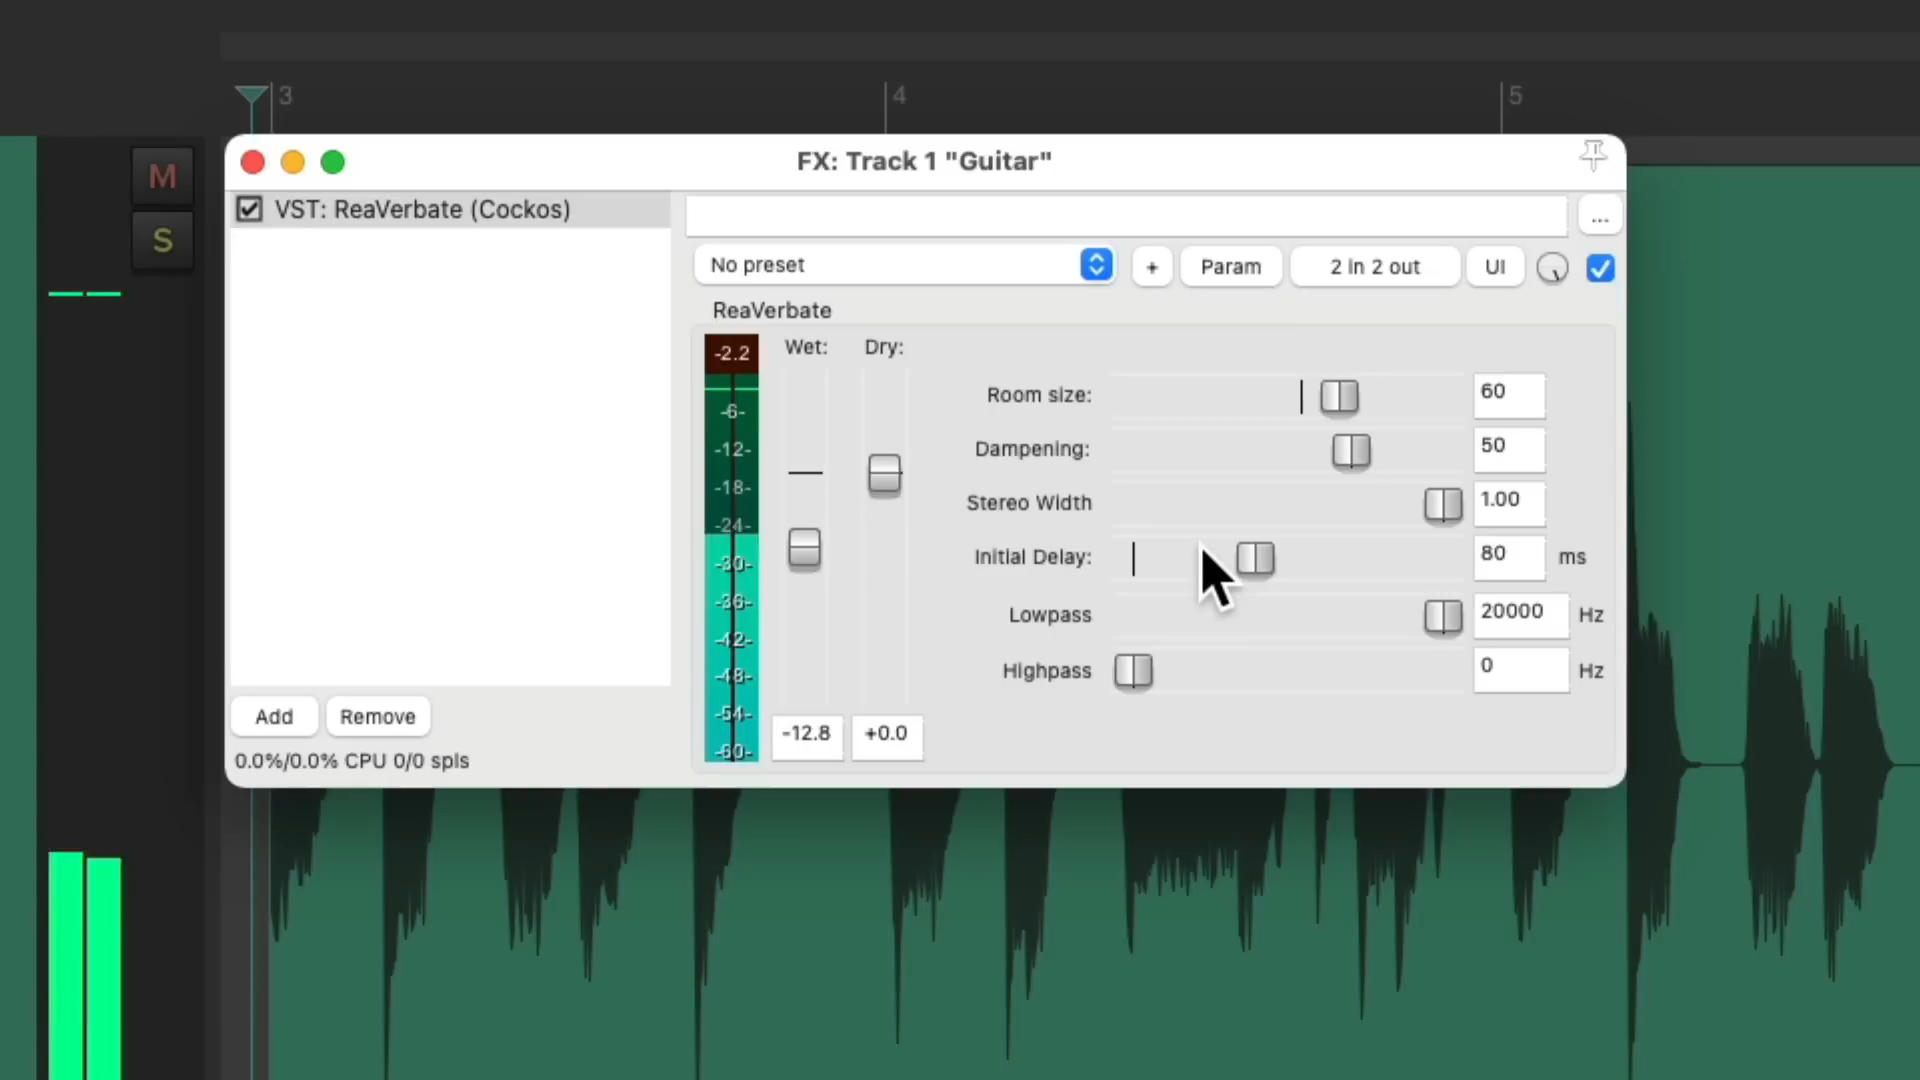 3
4
5
M
S
FX: Track 1 "Guitar"
VST: ReaVerbate (Cockos)
...
No preset
+
Param
2 in 2 out
UI
ReaVerbate
-2.2
Wet:
Dry:
-6-
-12-
-18-
-24-
-30-
-36-
-42-
-48-
-54-
-60-
Room size:
60
Dampening:
50
Stereo Width
1.00
Initial Delay:
80
ms
Lowpass
20000
Hz
Highpass
0
Hz
-12.8
+0.0
Add
Remove
0.0%/0.0% CPU 0/0 spls